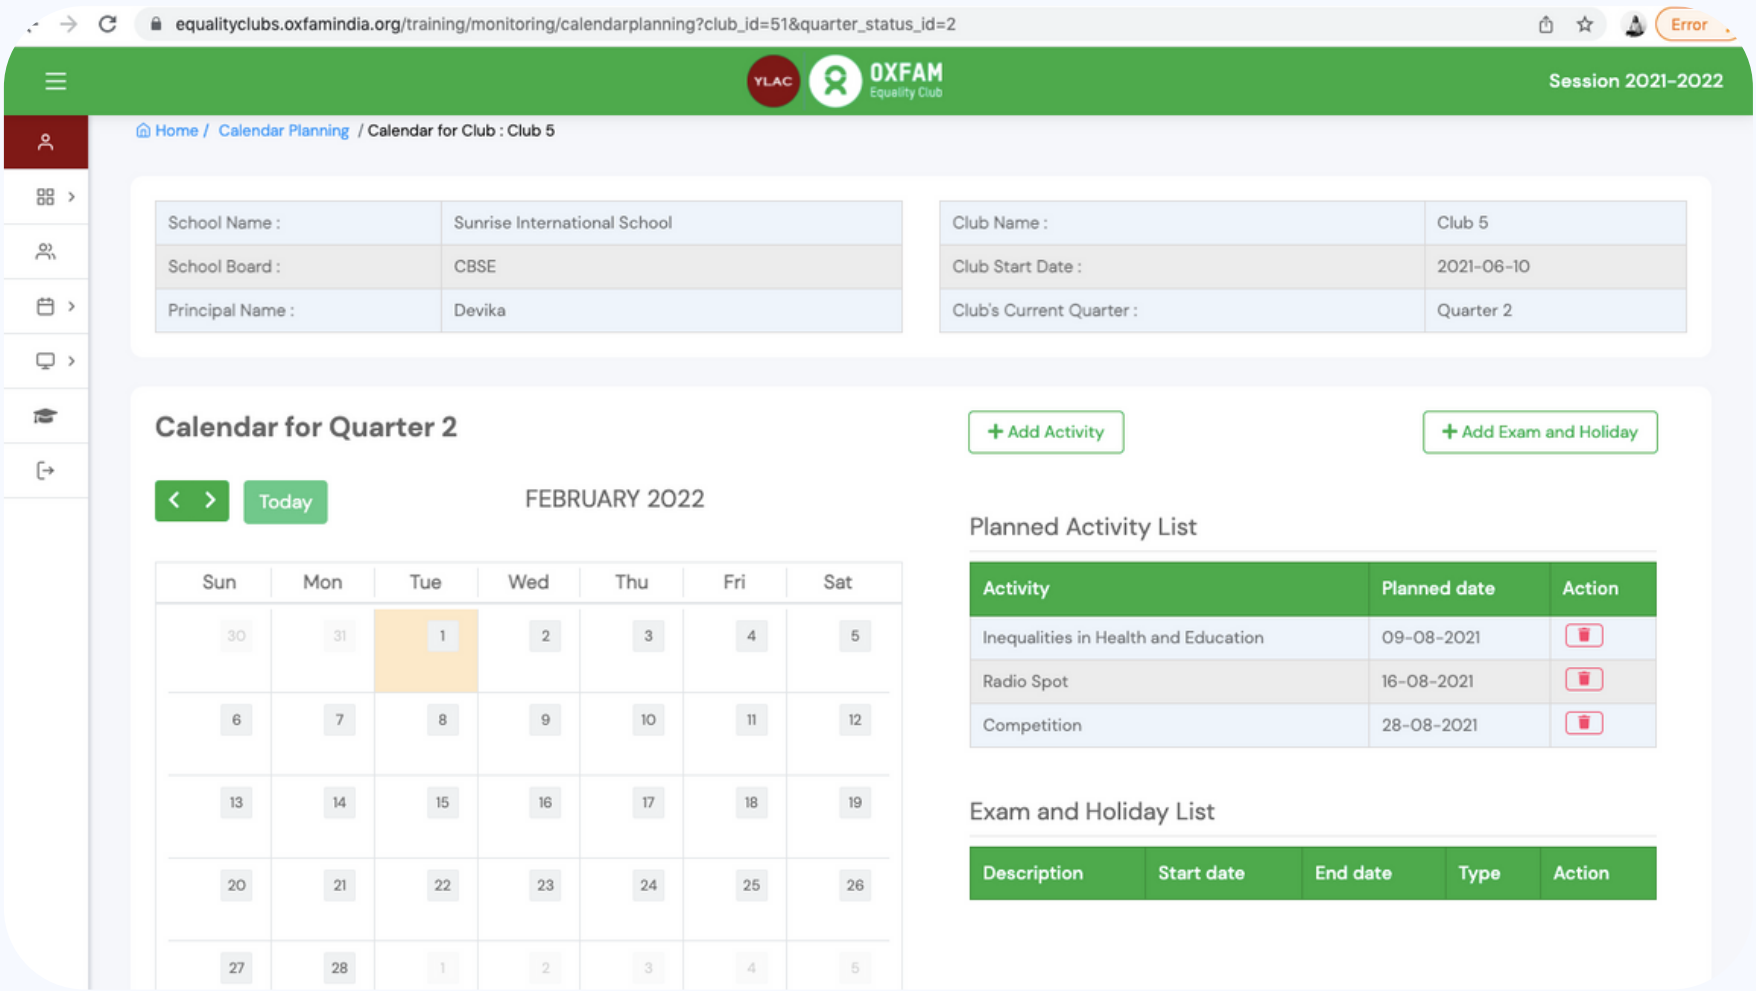 equalityclubs.oxfamindia.org/training/monitoring/calendarplanning?club_id=51&quarter_status_id=2
Error
YLAC
OXFAM
Equality Club
Session 2021-2022
Home / Calendar Planning / Calendar for Club : Club 5
School Name : Sunrise International School
School Board : CBSE
Principal Name : Devika
Club Name : Club 5
Club Start Date : 2021-06-10
Club's Current Quarter : Quarter 2
Calendar for Quarter 2
+ Add Activity
+ Add Exam and Holiday
< > Today FEBRUARY 2022
Sun Mon Tue Wed Thu Fri Sat
30 31 1 2 3 4 5
6 7 8 9 10 11 12
13 14 15 16 17 18 19
20 21 22 23 24 25 26
27 28 1 2 3 4 5
Planned Activity List
Activity Planned date Action
Inequalities in Health and Education 09-08-2021
Radio Spot 16-08-2021
Competition 28-08-2021
Exam and Holiday List
Description Start date End date Type Action